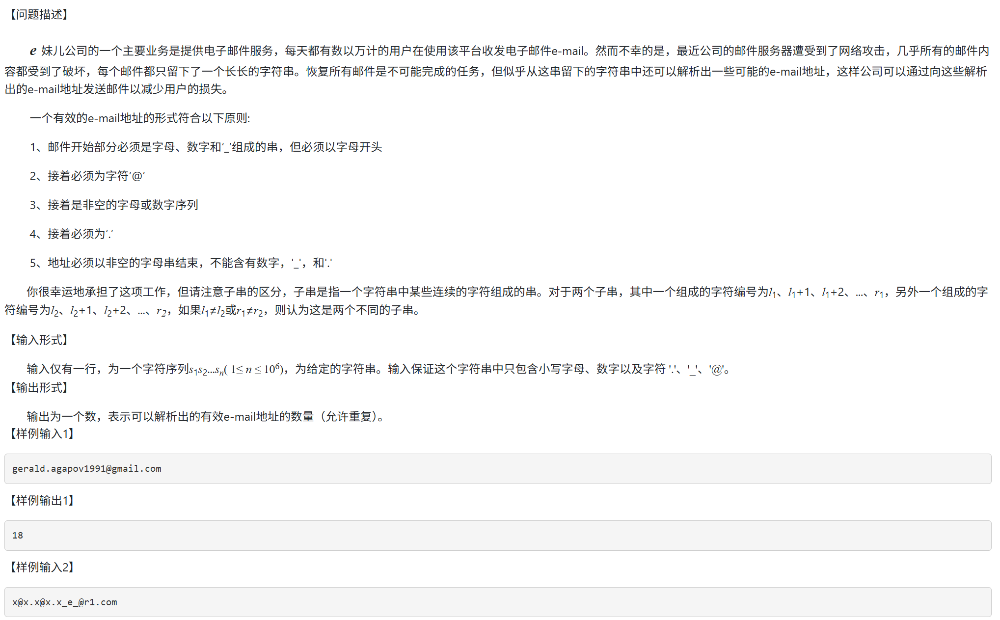 【问题描述】
e 妹儿公司的一个主要业务是提供电子邮件服务，每天都有数以万计的用户在使用该平台收发电子邮件e-mail。然而不幸的是，最近公司的邮件服务器遭受到了网络攻击，几乎所有的邮件内
容都受到了破坏，每个邮件都只留下了一个长长的字符串。恢复所有邮件是不可能完成的任务，但似乎从这串留下的字符串中还可以解析出一些可能的e-mail地址，这样公司可以通过向这些解析
出的e-mail地址发送邮件以减少用户的损失。
一个有效的e-mail地址的形式符合以下原则:
1、邮件开始部分必须是字母、数字和‘_’组成的串，但必须以字母开头
2、接着必须为字符‘@’
3、接着是非空的字母或数字序列
4、接着必须为‘.’
5、地址必须以非空的字母串结束，不能含有数字，'_'，和'.'
你很幸运地承担了这项工作，但请注意子串的区分，子串是指一个字符串中某些连续的字符组成的串。对于两个子串，其中一个组成的字符编号为l₁、l₁+1、l₁+2、...、r₁，另外一个组成的字
符编号为l₂、l₂+1、l₂+2、...、r₂，如果l₁≠l₂或r₁≠r₂，则认为这是两个不同的子串。
【输入形式】
输入仅有一行，为一个字符序列s₁s₂...sₙ( 1≤ n ≤ 10⁶)，为给定的字符串。输入保证这个字符串中只包含小写字母、数字以及字符 '.'、'_'、'@'。
【输出形式】
输出为一个数，表示可以解析出的有效e-mail地址的数量（允许重复）。
【样例输入1】
gerald.agapov1991@gmail.com
【样例输出1】
18
【样例输入2】
x@x.x@x.x_e_@r1.com